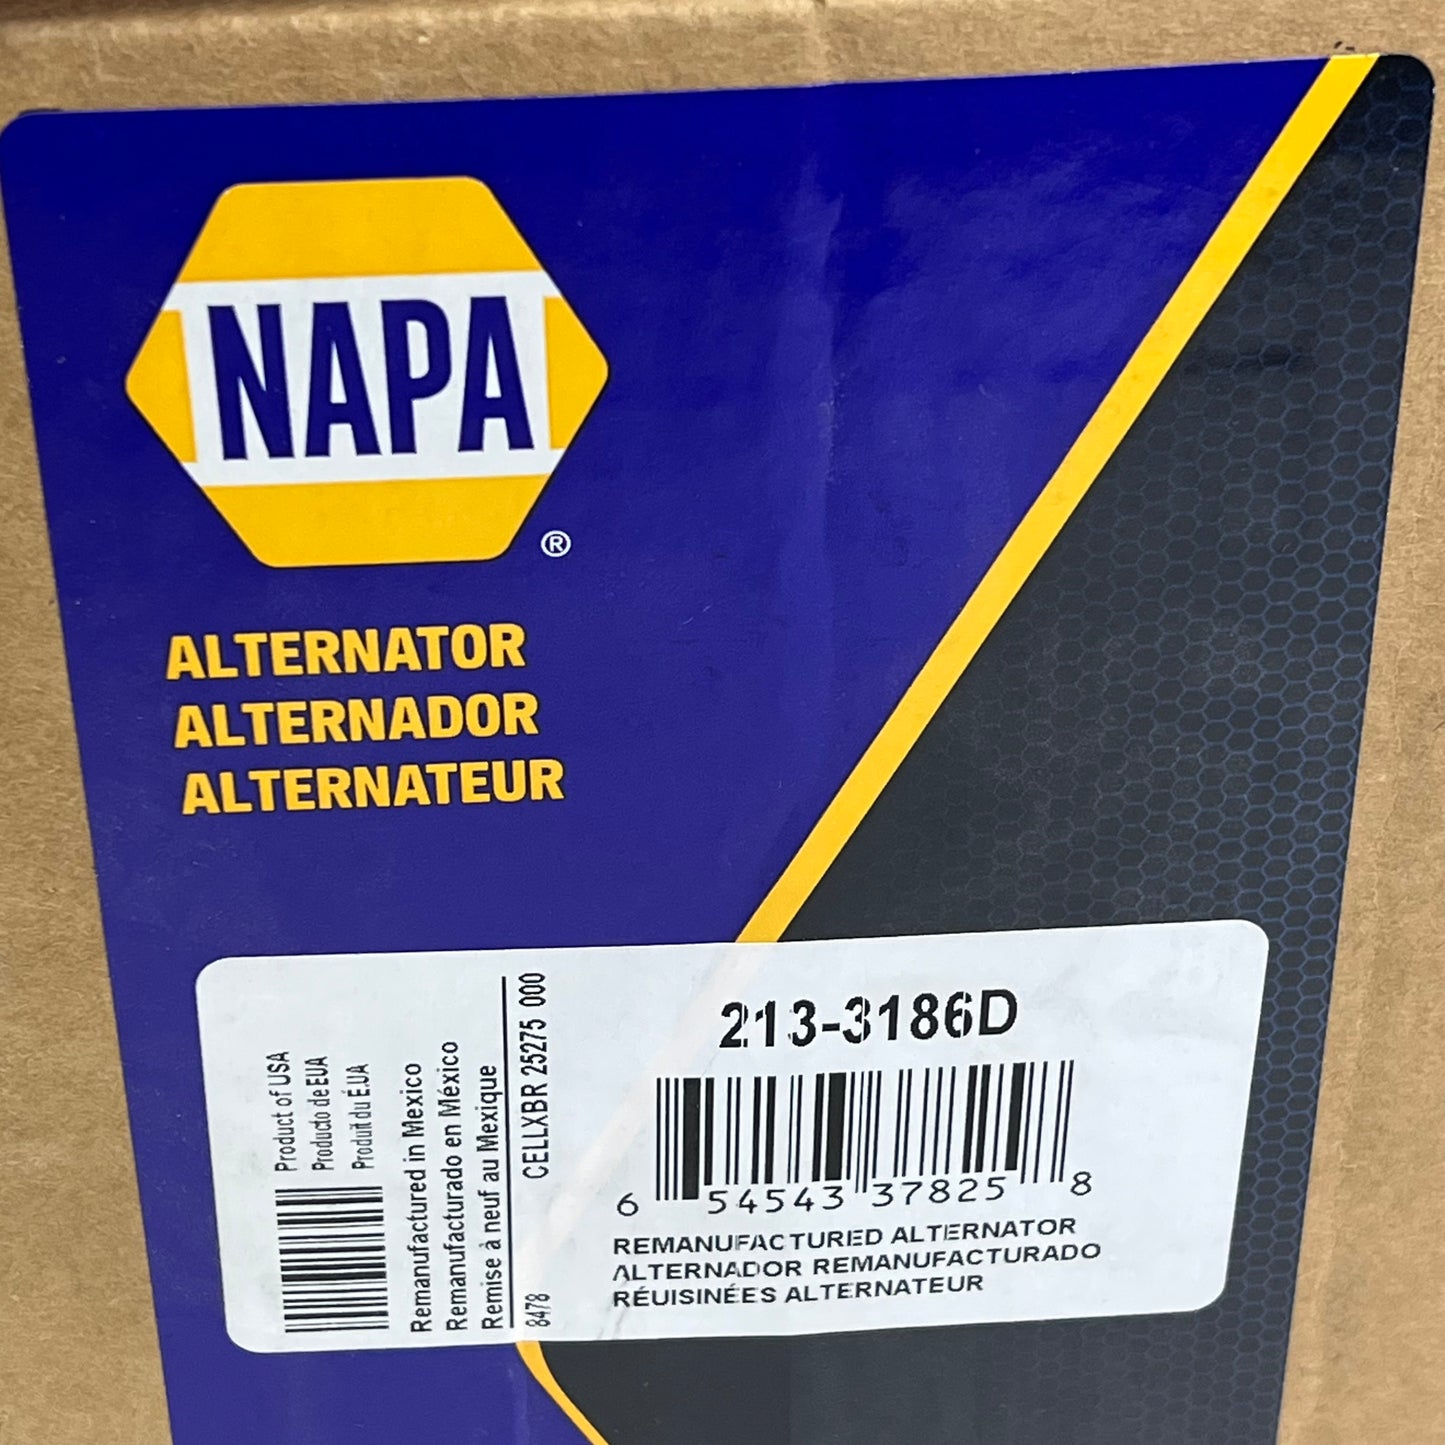 NAPA
®
ALTERNATOR
ALTERNADOR
ALTERNATEUR
Product of USA
Producto de EUA
Produit du É.UA
Remanufactured in Mexico
Remanufacturado en México
Remise à neuf au Mexique
8478 CELLXBR 25275 000
213-3186D
6 54543 37825 8
REMANUFACTURED ALTERNATOR
ALTERNADOR REMANUFACTURADO
RÉUISINÉES ALTERNATEUR